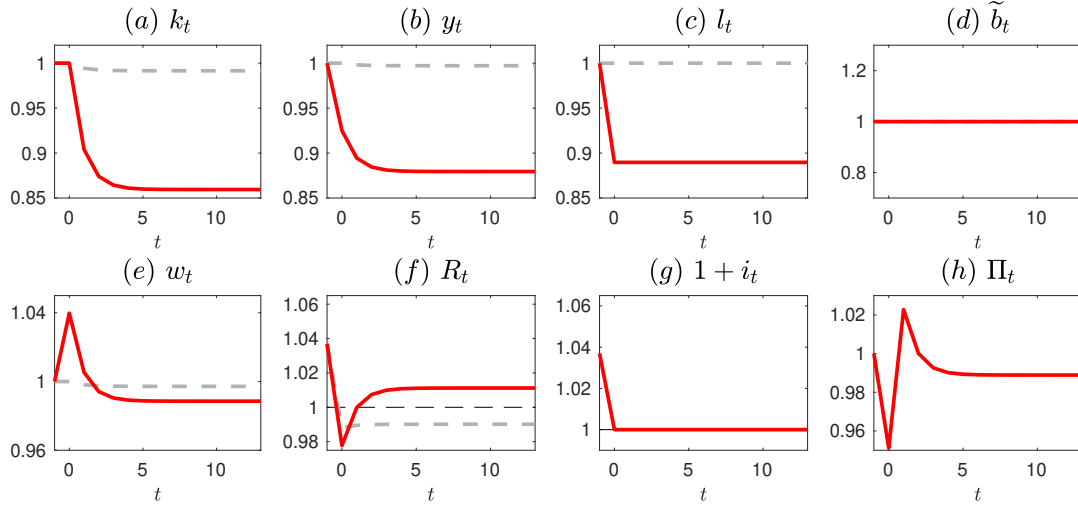 (a) k_t (b) y_t (c) l_t (d) \widetilde{b}_t
1 1 1 1.2
0.95 0.95 0.95 1
0.9 0.9 0.9 0.8
0.85 0.85 0.85
0 5 10 0 5 10 0 5 10 0 5 10
t t t t
(e) w_t (f) R_t (g) 1 + i_t (h) Π_t
1.04 1.06 1.06 1.02
1 1.04 1.04 1
0.96 1.02 1.02 0.98
1 1 0.96
0.98
0 5 10 0 5 10 0 5 10 0 5 10
t t t t